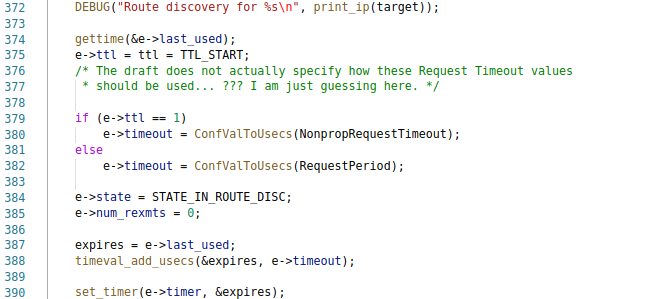 372 DEBUG("Route discovery for %s\n", print_ip(target));
373
374 gettime(&e->last_used);
375 e->ttl = ttl = TTL_START;
376 /* The draft does not actually specify how these Request Timeout values
377  * should be used... ??? I am just guessing here. */
378
379 if (e->ttl == 1)
380     e->timeout = ConfValToUsecs(NonpropRequestTimeout);
381 else
382     e->timeout = ConfValToUsecs(RequestPeriod);
383
384 e->state = STATE_IN_ROUTE_DISC;
385 e->num_rexmts = 0;
386
387 expires = e->last_used;
388 timeval_add_usecs(&expires, e->timeout);
389
390 set_timer(e->timer, &expires);